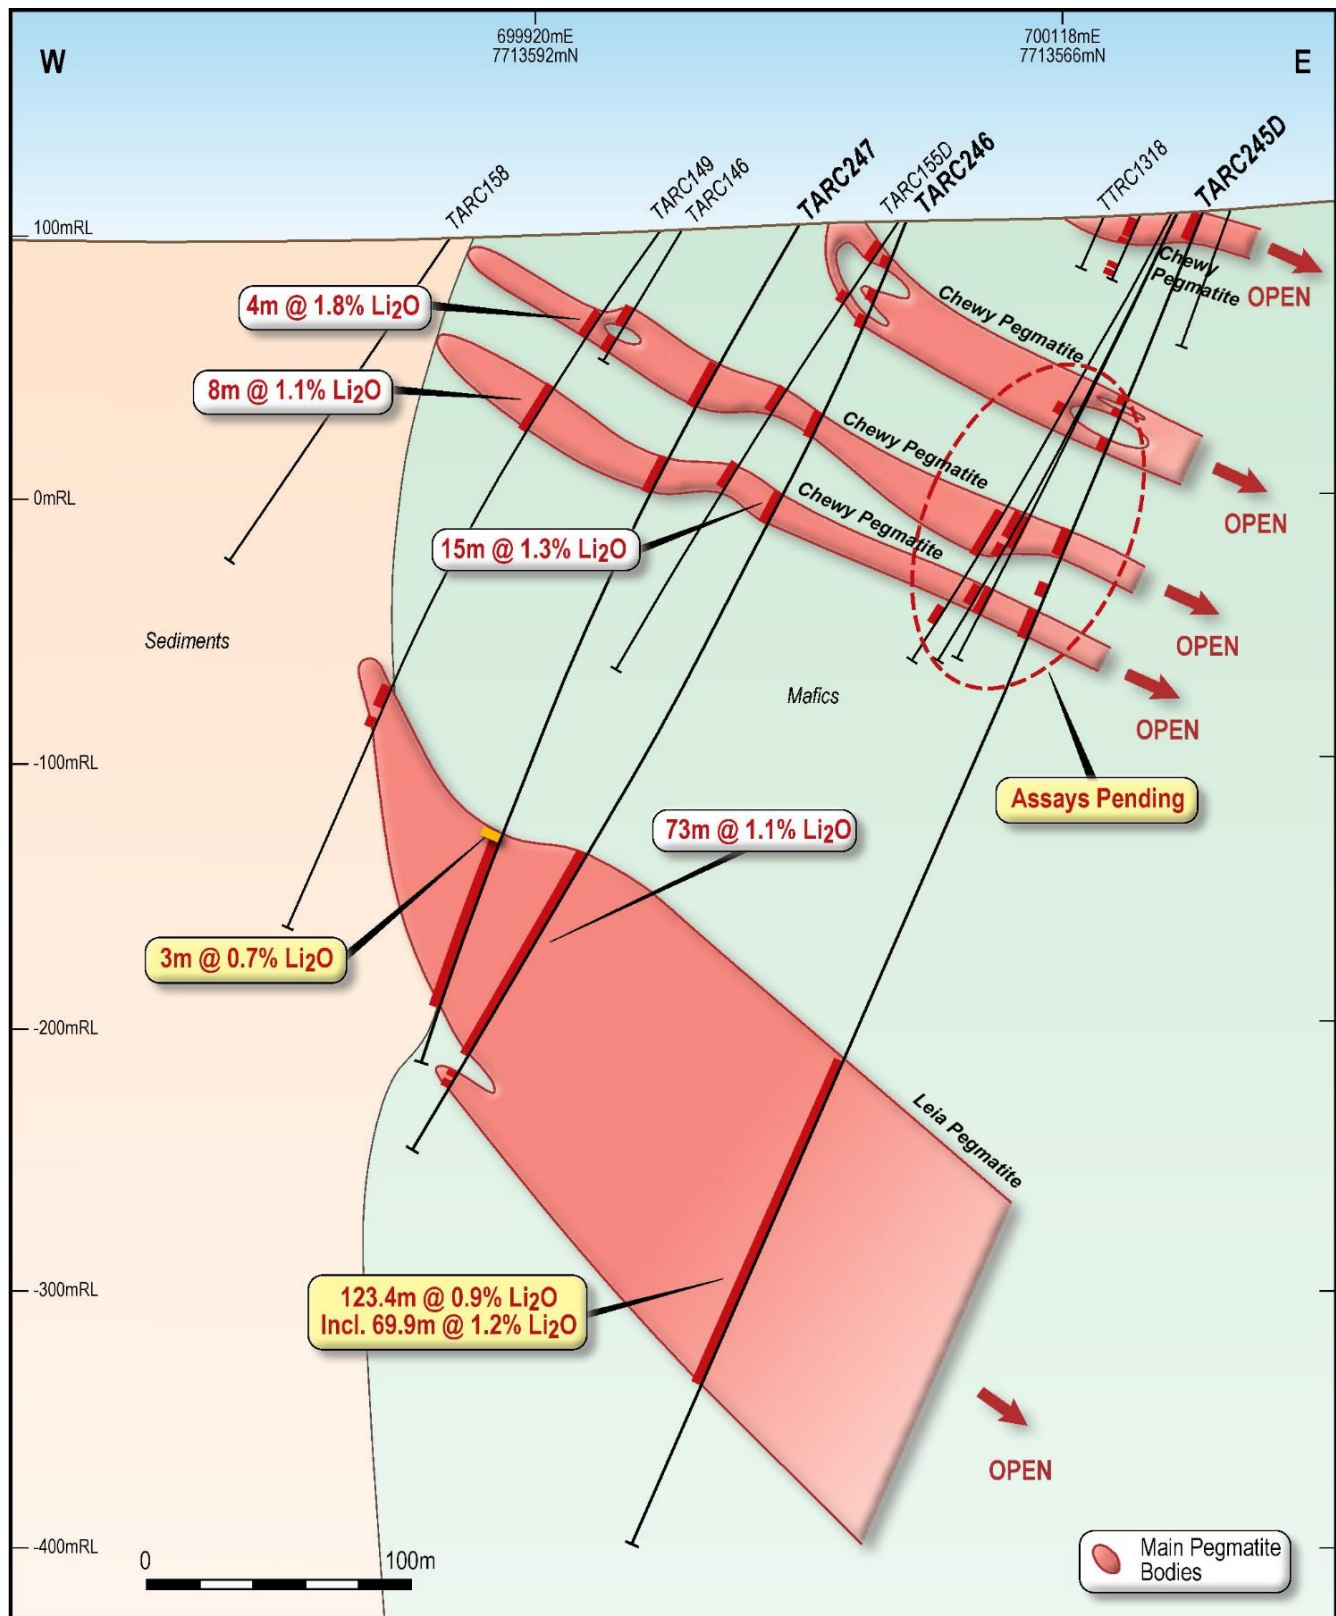 699920mE
7713592mN
700118mE
7713566mN
W
E
TARC158
TARC149
TARC146
TARC247
TARC155D
TARC246
TTRC1318
TARC245D
100mRL
Chewy
Pegmatite
OPEN
4m @ 1.8% Li₂O
Chewy Pegmatite
8m @ 1.1% Li₂O
Chewy Pegmatite
0mRL
Chewy Pegmatite
OPEN
15m @ 1.3% Li₂O
Sediments
OPEN
Mafics
OPEN
-100mRL
Assays Pending
73m @ 1.1% Li₂O
3m @ 0.7% Li₂O
-200mRL
Leia Pegmatite
-300mRL
123.4m @ 0.9% Li₂O
Incl. 69.9m @ 1.2% Li₂O
OPEN
-400mRL
0 100m
Main Pegmatite
Bodies